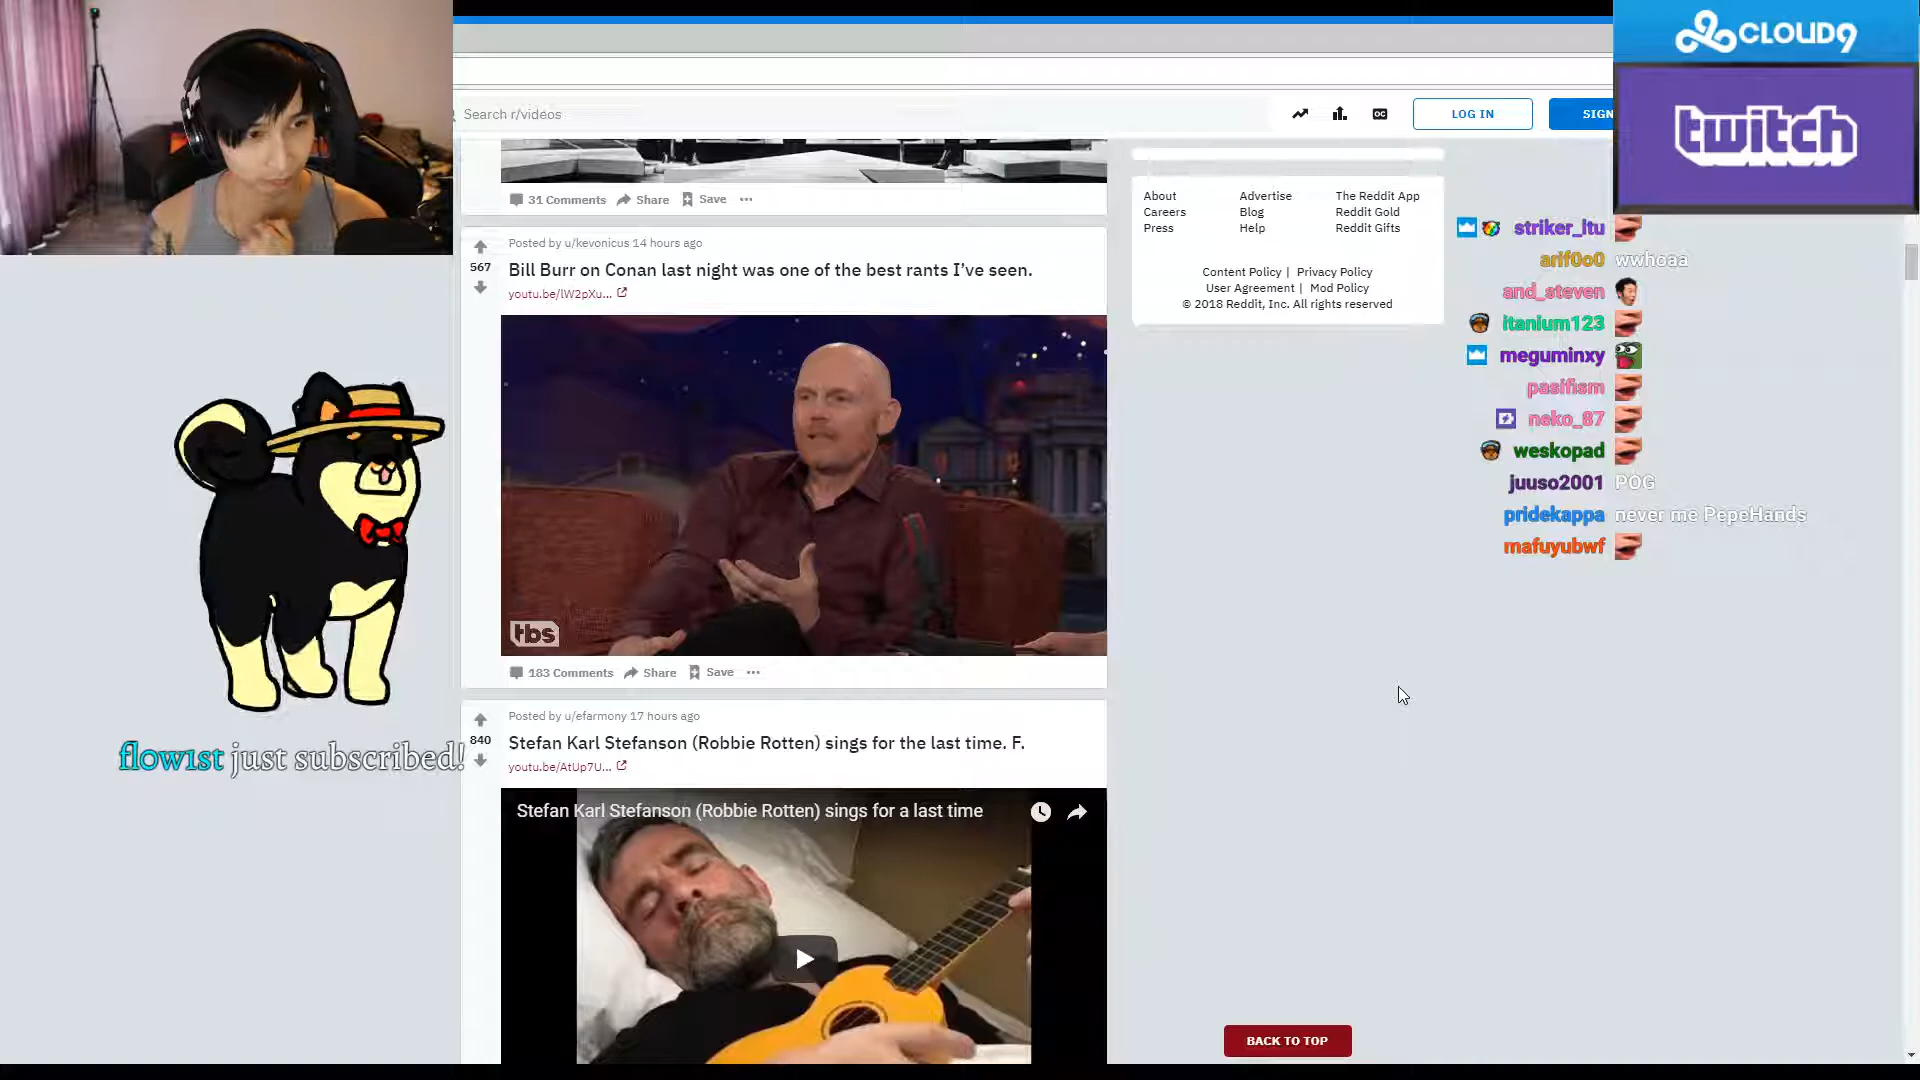 CLOUD9
twitch
Search r/videos
OC
LOG IN
SIGN
31 Comments
Share
Save
Posted by u/kevonicus 14 hours ago
567
Bill Burr on Conan last night was one of the best rants I've seen.
youtu.be/lW2pXu...
tbs
183 Comments
Share
Save
Posted by u/efarmony 17 hours ago
840
Stefan Karl Stefanson (Robbie Rotten) sings for the last time. F.
youtu.be/AtUp7U...
Stefan Karl Stefanson (Robbie Rotten) sings for a last time
About
Careers
Press
Advertise
Blog
Help
The Reddit App
Reddit Gold
Reddit Gifts
Content Policy | Privacy Policy
User Agreement | Mod Policy
© 2018 Reddit, Inc. All rights reserved
BACK TO TOP
striker_itu
arif0o0 wwhoaa
and_steven
itanium123
meguminxy
pasifism
neko_87
weskopad
juuso2001 POG
pridekappa never me PepeHands
mafuyubwf
flow1st just subscribed!